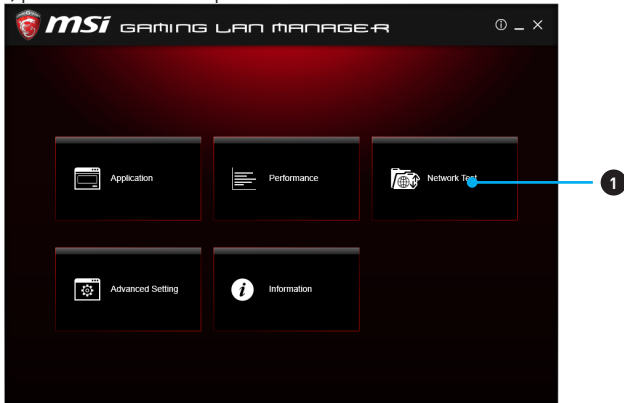 msi GAMING LAN MANAGER
Application
Performance
Network Test
1
Advanced Setting
Information